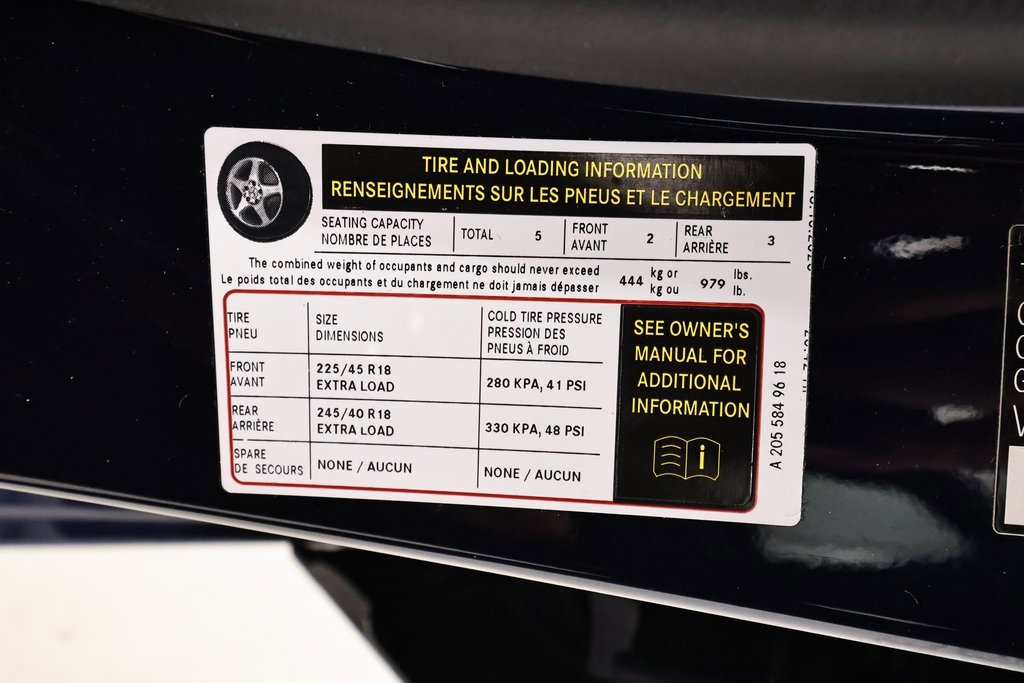 TIRE AND LOADING INFORMATION
RENSEIGNEMENTS SUR LES PNEUS ET LE CHARGEMENT
SEATING CAPACITY
NOMBRE DE PLACES
TOTAL 5
FRONT
AVANT
2
REAR
ARRIÈRE
3
The combined weight of occupants and cargo should never exceed
Le poids total des occupants et du chargement ne doit jamais dépasser
444
kg or
kg ou
979
lbs.
lb.
TIRE
PNEU
SIZE
DIMENSIONS
COLD TIRE PRESSURE
PRESSION DES
PNEUS À FROID
FRONT
AVANT
225/45 R18
EXTRA LOAD
280 KPA, 41 PSI
REAR
ARRIÈRE
245/40 R18
EXTRA LOAD
330 KPA, 48 PSI
SPARE
DE SECOURS
NONE / AUCUN
NONE / AUCUN
SEE OWNER'S
MANUAL FOR
ADDITIONAL
INFORMATION
i
A 205 584 96 18